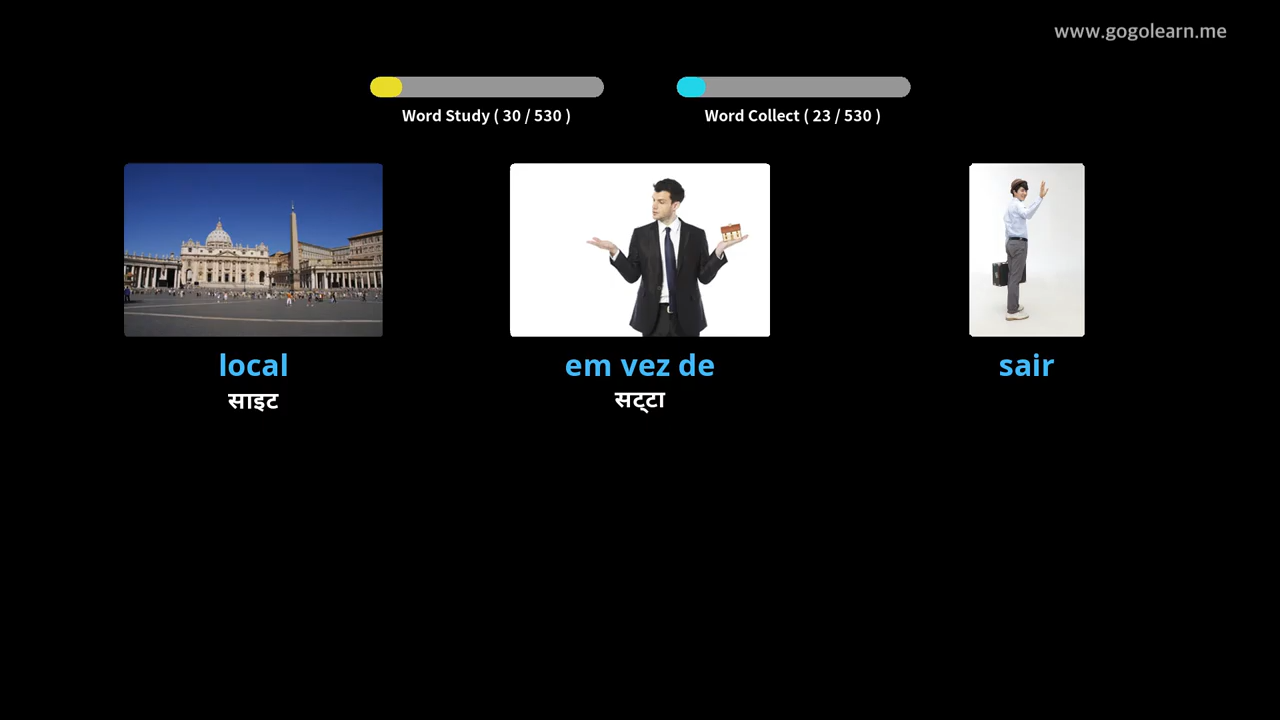 www.gogolearn.me
Word Study ( 30 / 530 )
Word Collect ( 23 / 530 )
local
em vez de
sair
साइट
सट्टा